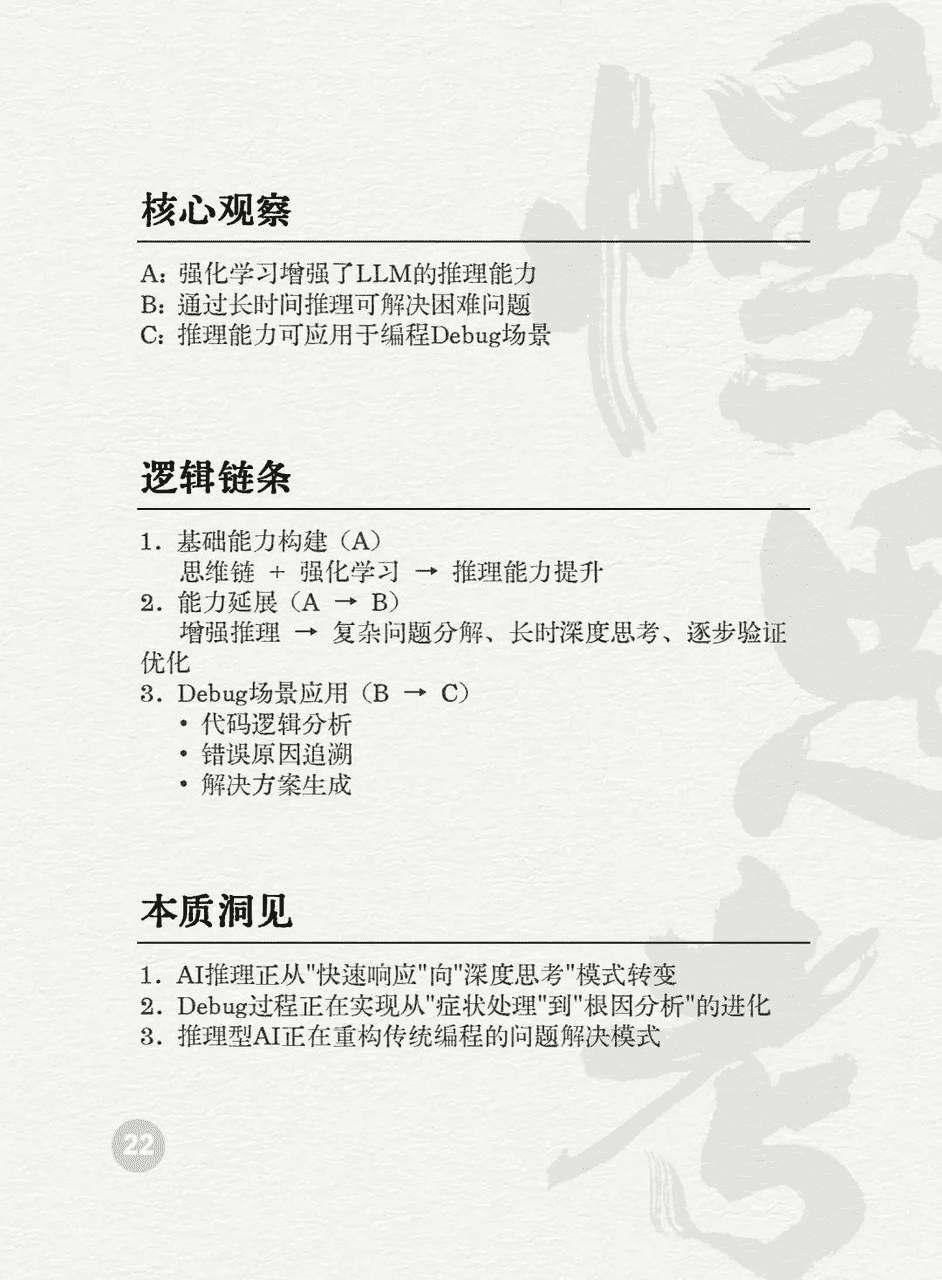 核心观察
A: 强化学习增强了LLM的推理能力
B: 通过长时间推理可解决困难问题
C: 推理能力可应用于编程Debug场景
逻辑链条
1. 基础能力构建（A）
思维链 + 强化学习 → 推理能力提升
2. 能力延展（A → B）
增强推理 → 复杂问题分解、长时深度思考、逐步验证
优化
3. Debug场景应用（B → C）
• 代码逻辑分析
• 错误原因追溯
• 解决方案生成
本质洞见
1. AI推理正从"快速响应"向"深度思考"模式转变
2. Debug过程正在实现从"症状处理"到"根因分析"的进化
3. 推理型AI正在重构传统编程的问题解决模式
22
慢思考